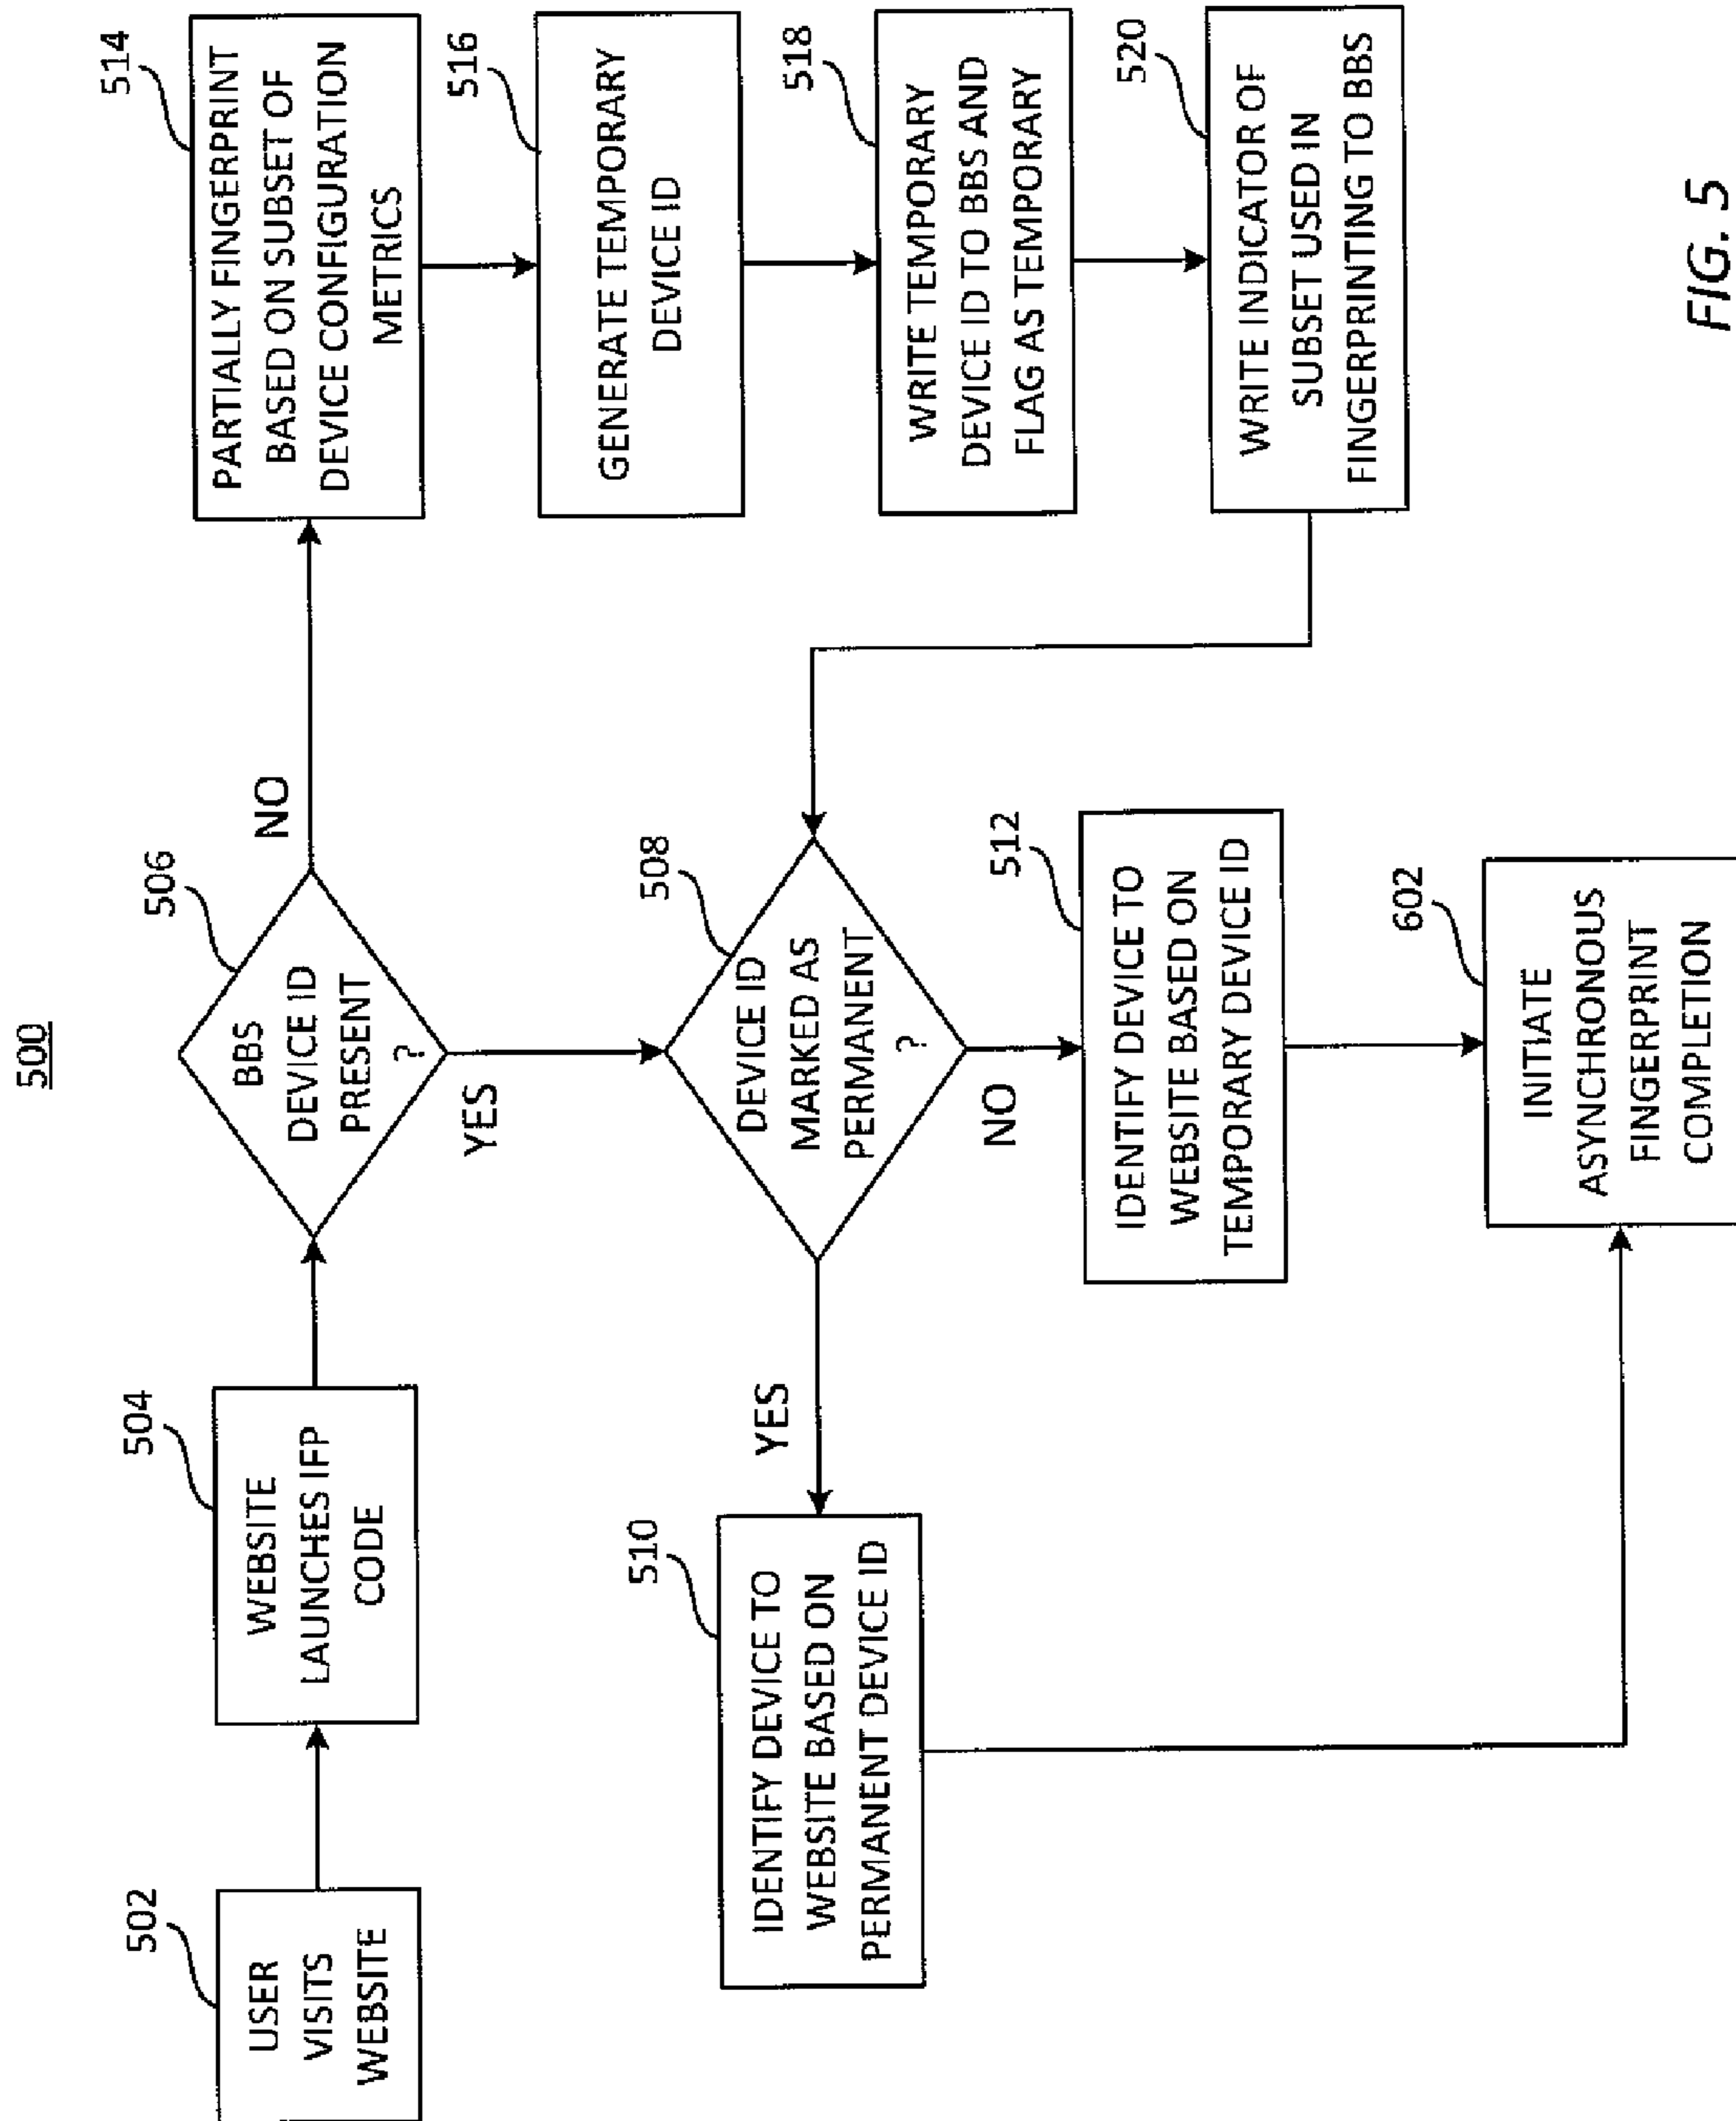 500
502
USER
VISITS
WEBSITE
504
WEBSITE
LAUNCHES IFP
CODE
506
BBS
DEVICE ID
PRESENT
?
NO
YES
514
PARTIALLY FINGERPRINT
BASED ON SUBSET OF
DEVICE CONFIGURATION
METRICS
516
GENERATE TEMPORARY
DEVICE ID
518
WRITE TEMPORARY
DEVICE ID TO BBS AND
FLAG AS TEMPORARY
520
WRITE INDICATOR OF
SUBSET USED IN
FINGERPRINTING TO BBS
508
DEVICE ID
MARKED AS
PERMANENT
?
YES
NO
510
IDENTIFY DEVICE TO
WEBSITE BASED ON
PERMANENT DEVICE ID
512
IDENTIFY DEVICE TO
WEBSITE BASED ON
TEMPORARY DEVICE ID
602
INITIATE
ASYNCHRONOUS
FINGERPRINT
COMPLETION
FIG. 5